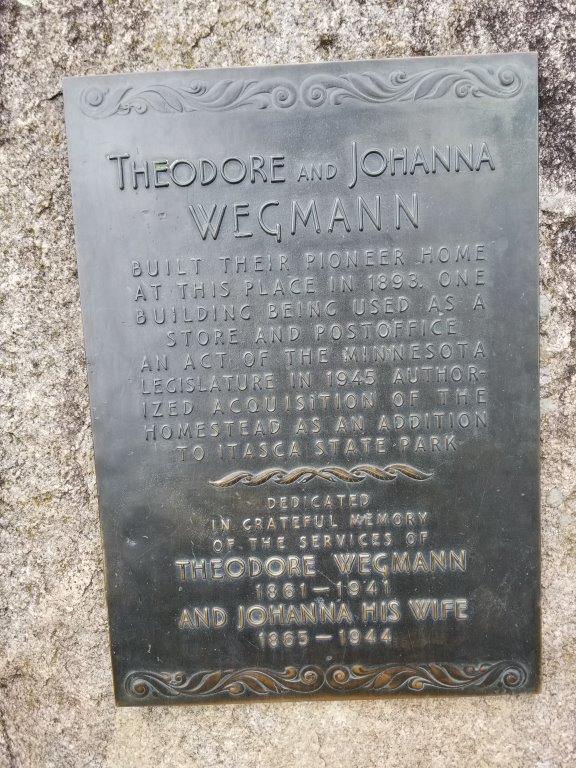 THEODORE AND JOHANNA
WEGMANN
BUILT THEIR PIONEER HOME
AT THIS PLACE IN 1893. ONE
BUILDING BEING USED AS A
STORE AND POSTOFFICE
AN ACT OF THE MINNESOTA
LEGISLATURE IN 1945 AUTHOR-
IZED ACQUISITION OF THE
HOMESTEAD AS AN ADDITION
TO ITASCA STATE PARK
DEDICATED
IN GRATEFUL MEMORY
OF THE SERVICES OF
THEODORE WEGMANN
1861-1941
AND JOHANNA HIS WIFE
1865-1944